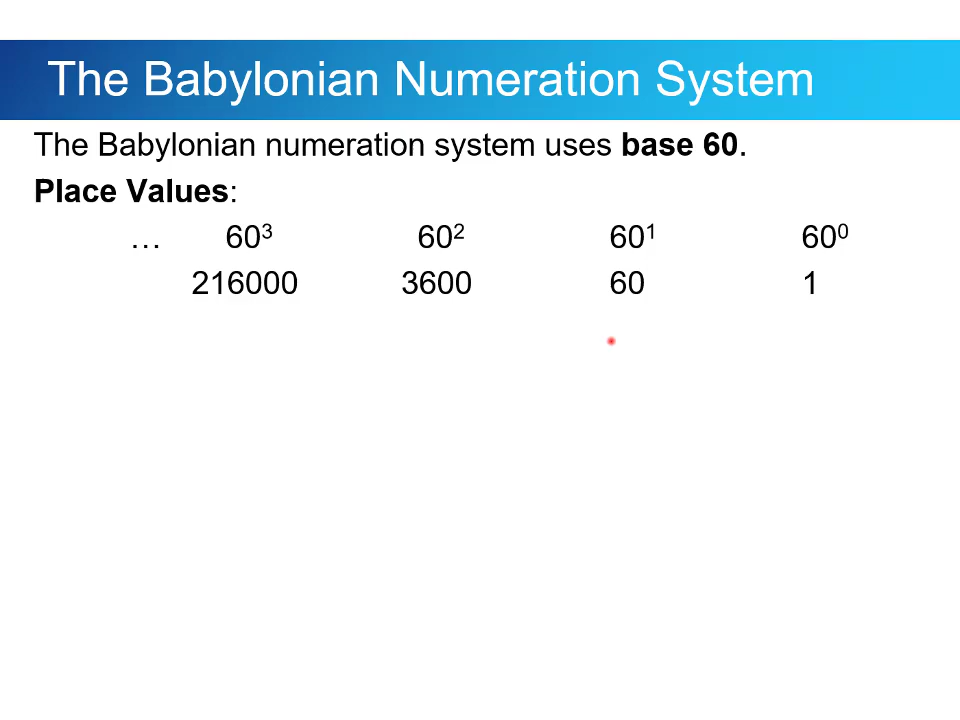 The Babylonian Numeration System
The Babylonian numeration system uses base 60.
Place Values:
… 60³ 60² 60¹ 60⁰
216000 3600 60 1